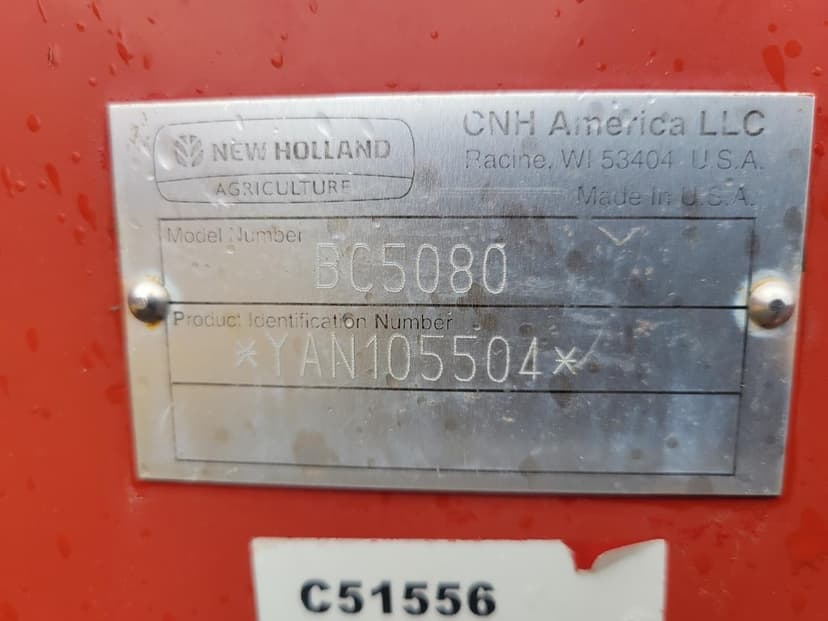 NEW HOLLAND
AGRICULTURE
CNH America LLC
Racine, WI 53404 U.S.A.
Made in U.S.A.
Model Number
BC5080
Product Identification Number
*YAN105504*
C51556